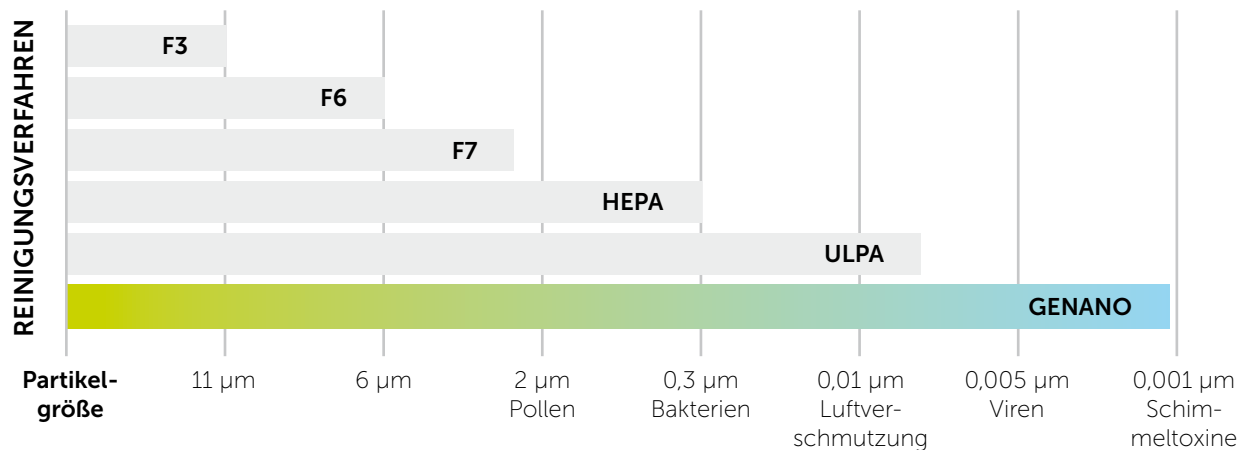 REINIGUNGSVERFAHREN
F3
F6
F7
HEPA
ULPA
GENANO
Partikel-
größe
11 µm
6 µm
2 µm
Pollen
0,3 µm
Bakterien
0,01 µm
Luftver-
schmutzung
0,005 µm
Viren
0,001 µm
Schim-
meltoxine